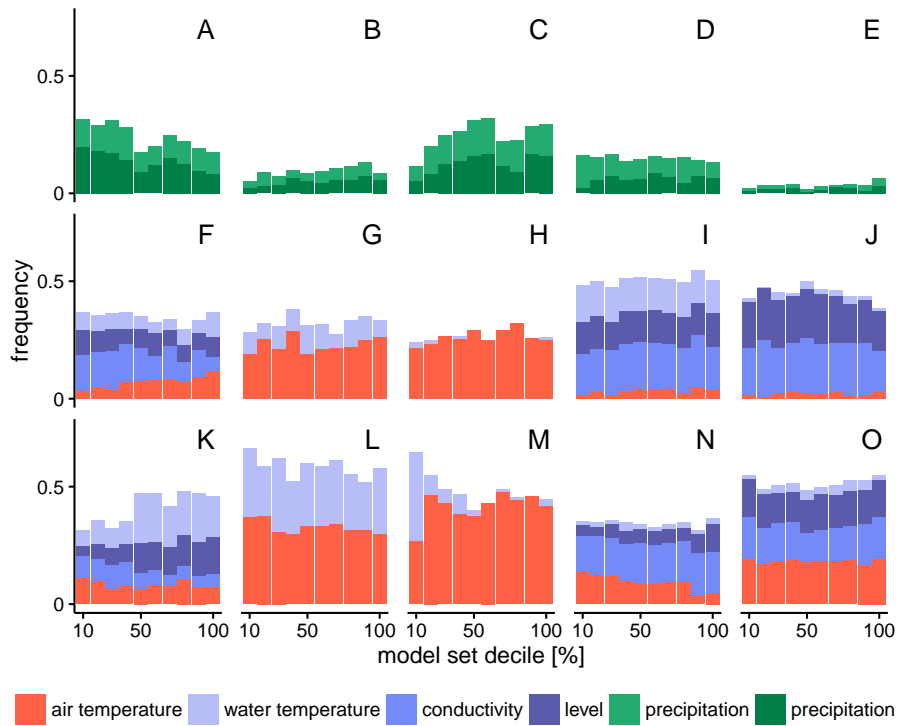 A B C D E
0.5
0
F G H I J
0.5
0
frequency
K L M N O
0.5
0
10 50 100 10 50 100 10 50 100 10 50 100 10 50 100
model set decile [%]
air temperature water temperature conductivity level precipitation precipitation